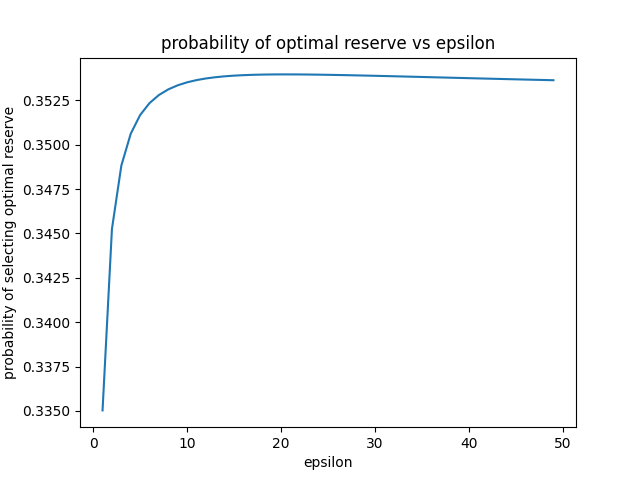 probability of optimal reserve vs epsilon
probability of selecting optimal reserve
0.3525
0.3500
0.3475
0.3450
0.3425
0.3400
0.3375
0.3350
0 10 20 30 40 50
epsilon